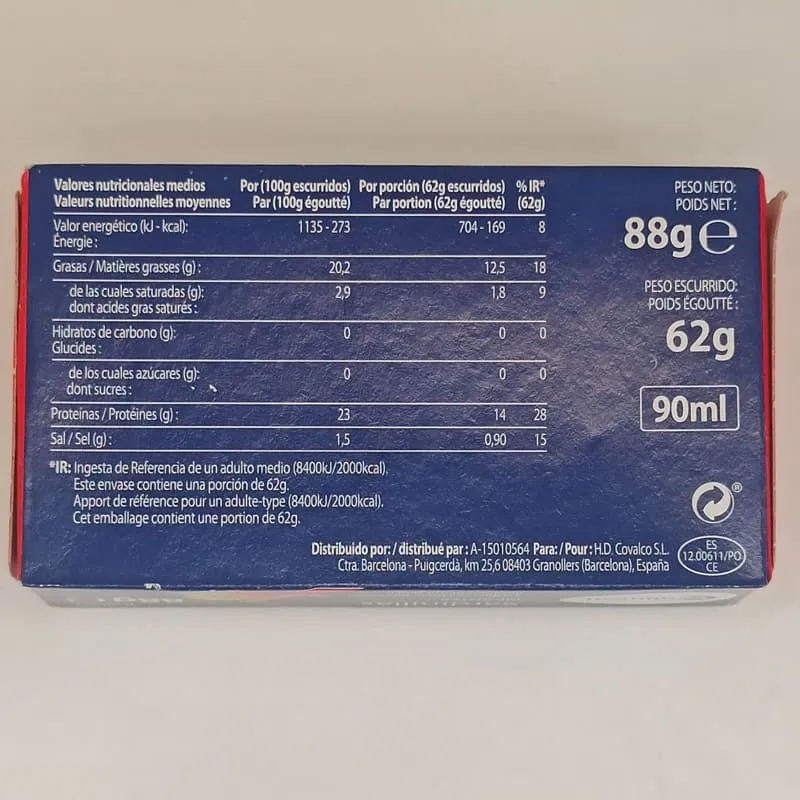 Valores nutricionales medios Por (100g escurridos) Por porción (62g escurridos) % IR*
Valeurs nutritionnelles moyennes Par (100g égoutté) Par portion (62g égoutté) (62g)
Valor energético (kJ - kcal): 1135 - 273 704 - 169 8
Énergie :
Grasas / Matières grasses (g) : 20,2 12,5 18
de las cuales saturadas (g): 2,9 1,8 9
dont acides gras saturés :
Hidratos de carbono (g): 0 0 0
Glucides :
de los cuales azúcares (g): 0 0 0
dont sucres :
Proteínas / Protéines (g) : 23 14 28
Sal / Sel (g) : 1,5 0,90 15
*IR: Ingesta de Referencia de un adulto medio (8400kJ/2000kcal).
Este envase contiene una porción de 62g.
Apport de référence pour un adulte-type (8400kJ/2000kcal).
Cet emballage contient une portion de 62g.
Distribuido por: / distribué par : A-15010564 Para: / Pour : H.D. Covalco S.L.
Ctra. Barcelona - Puigcerdà, km 25,6 08403 Granollers (Barcelona), España
PESO NETO:
POIDS NET :
88g e
PESO ESCURRIDO:
POIDS ÉGOUTTÉ :
62g
90ml
®
ES
12.00611/PO
CE